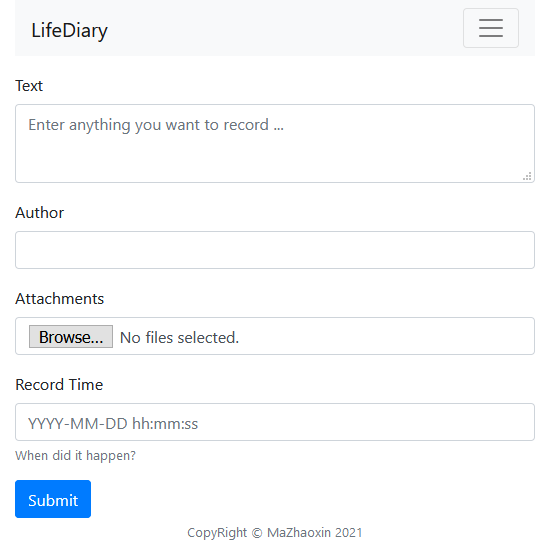 LifeDiary
Text
Enter anything you want to record ...
Author
Attachments
Browse... No files selected.
Record Time
YYYY-MM-DD hh:mm:ss
When did it happen?
Submit
CopyRight © MaZhaoxin 2021